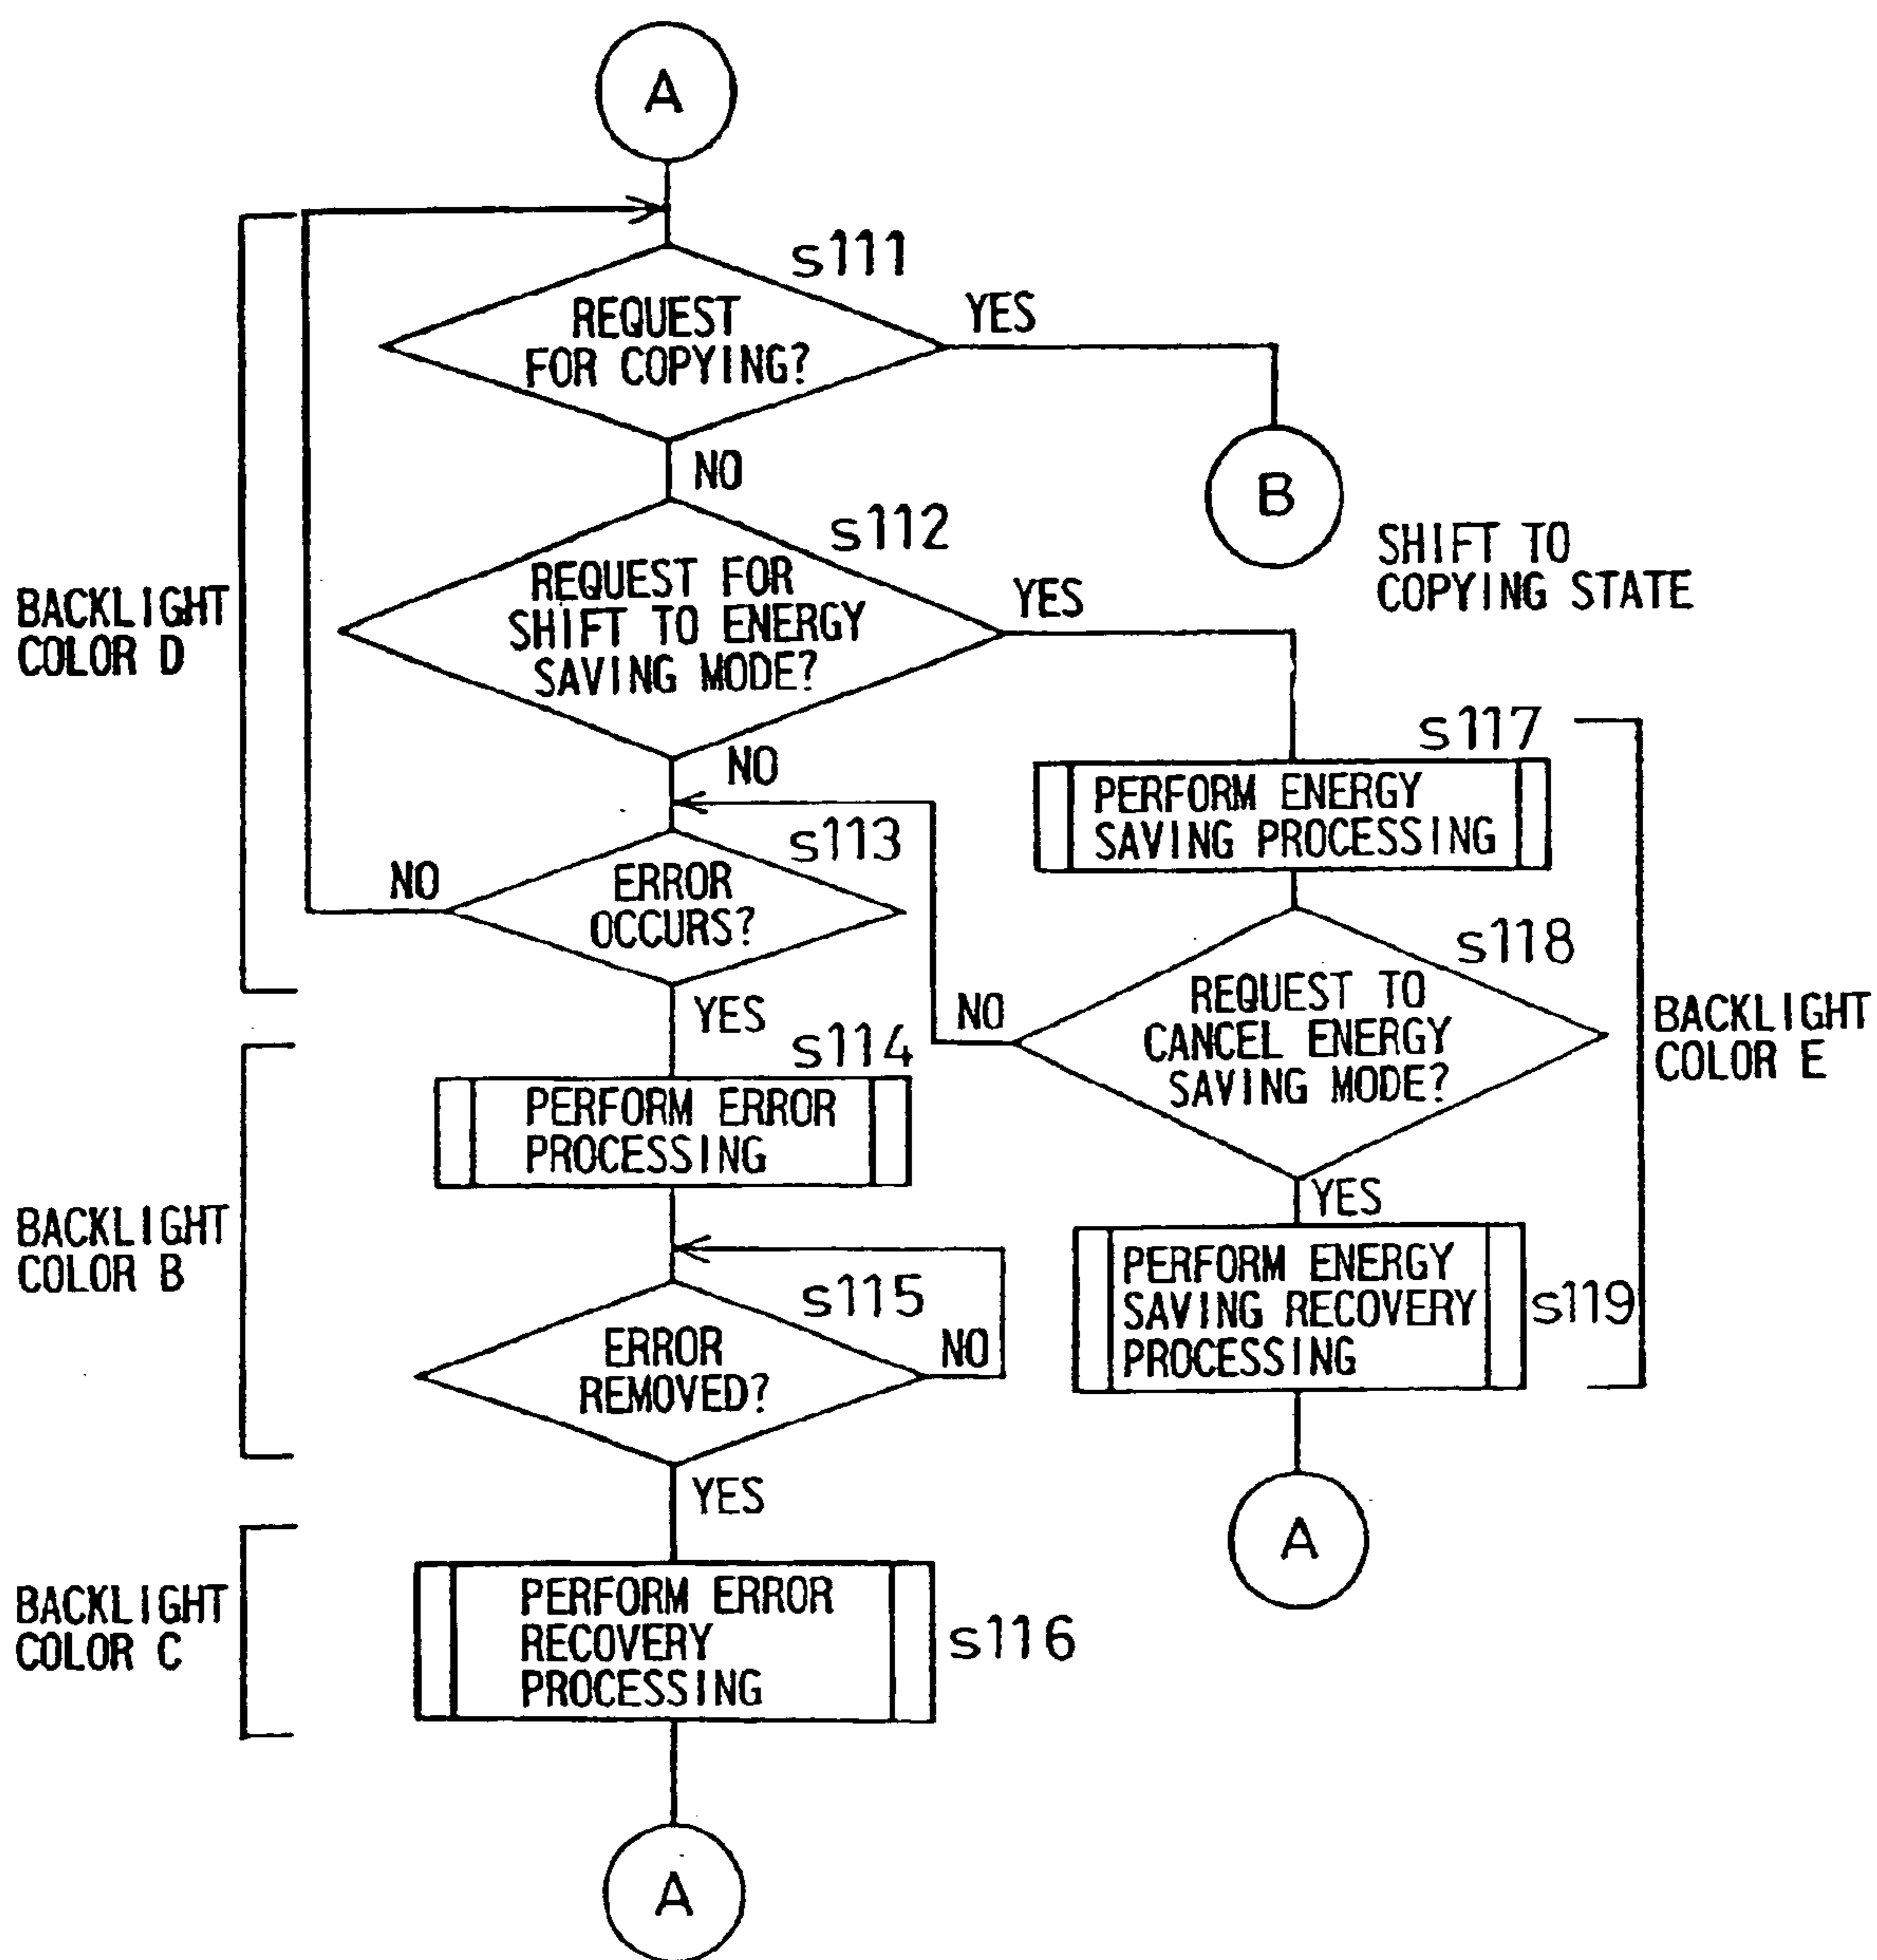 A
s111
REQUEST
FOR COPYING?
YES
NO
B
SHIFT TO
COPYING STATE
s112
REQUEST FOR
SHIFT TO ENERGY
SAVING MODE?
YES
NO
BACKLIGHT
COLOR D
s113
ERROR
OCCURS?
NO
YES
s117
PERFORM ENERGY
SAVING PROCESSING
s118
REQUEST TO
CANCEL ENERGY
SAVING MODE?
NO
YES
BACKLIGHT
COLOR E
s114
PERFORM ERROR
PROCESSING
BACKLIGHT
COLOR B
s115
ERROR
REMOVED?
NO
YES
PERFORM ENERGY
SAVING RECOVERY
PROCESSING
s119
A
BACKLIGHT
COLOR C
PERFORM ERROR
RECOVERY
PROCESSING
s116
A